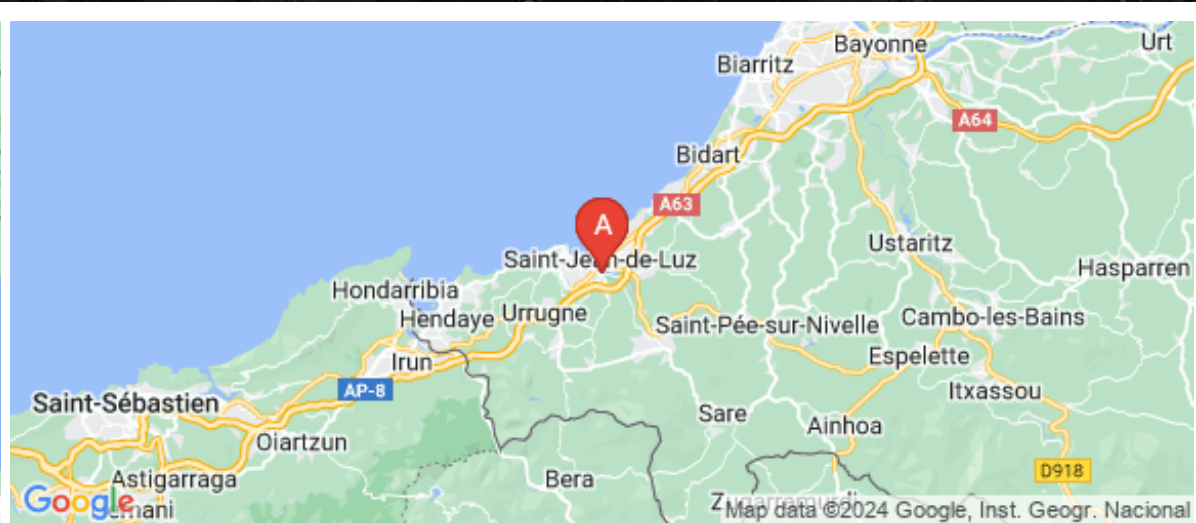 Bayonne
Urt
Biarritz
A64
Bidart
A63
A
Ustaritz
Saint-Jean-de-Luz
Hasparren
Hondarribia
Hendaye
Urrugne
Saint-Pée-sur-Nivelle
Cambo-les-Bains
Irun
Espelette
AP-8
Itxassou
Saint-Sébastien
Sare
Ainhoa
Oiartzun
D918
Astigarraga
Bera
Google
Map data ©2024 Google, Inst. Geogr. Nacional